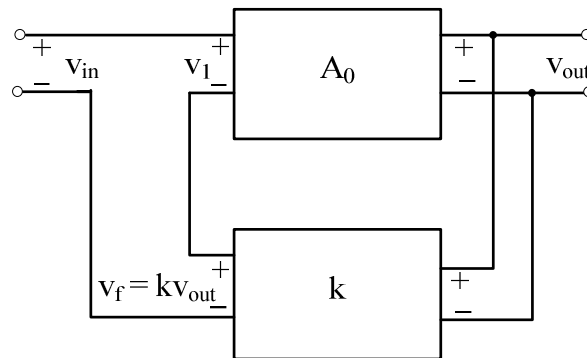 + + +
v_in v_1 A_0 v_out
− − −
+ +
v_f = kv_out k
− −